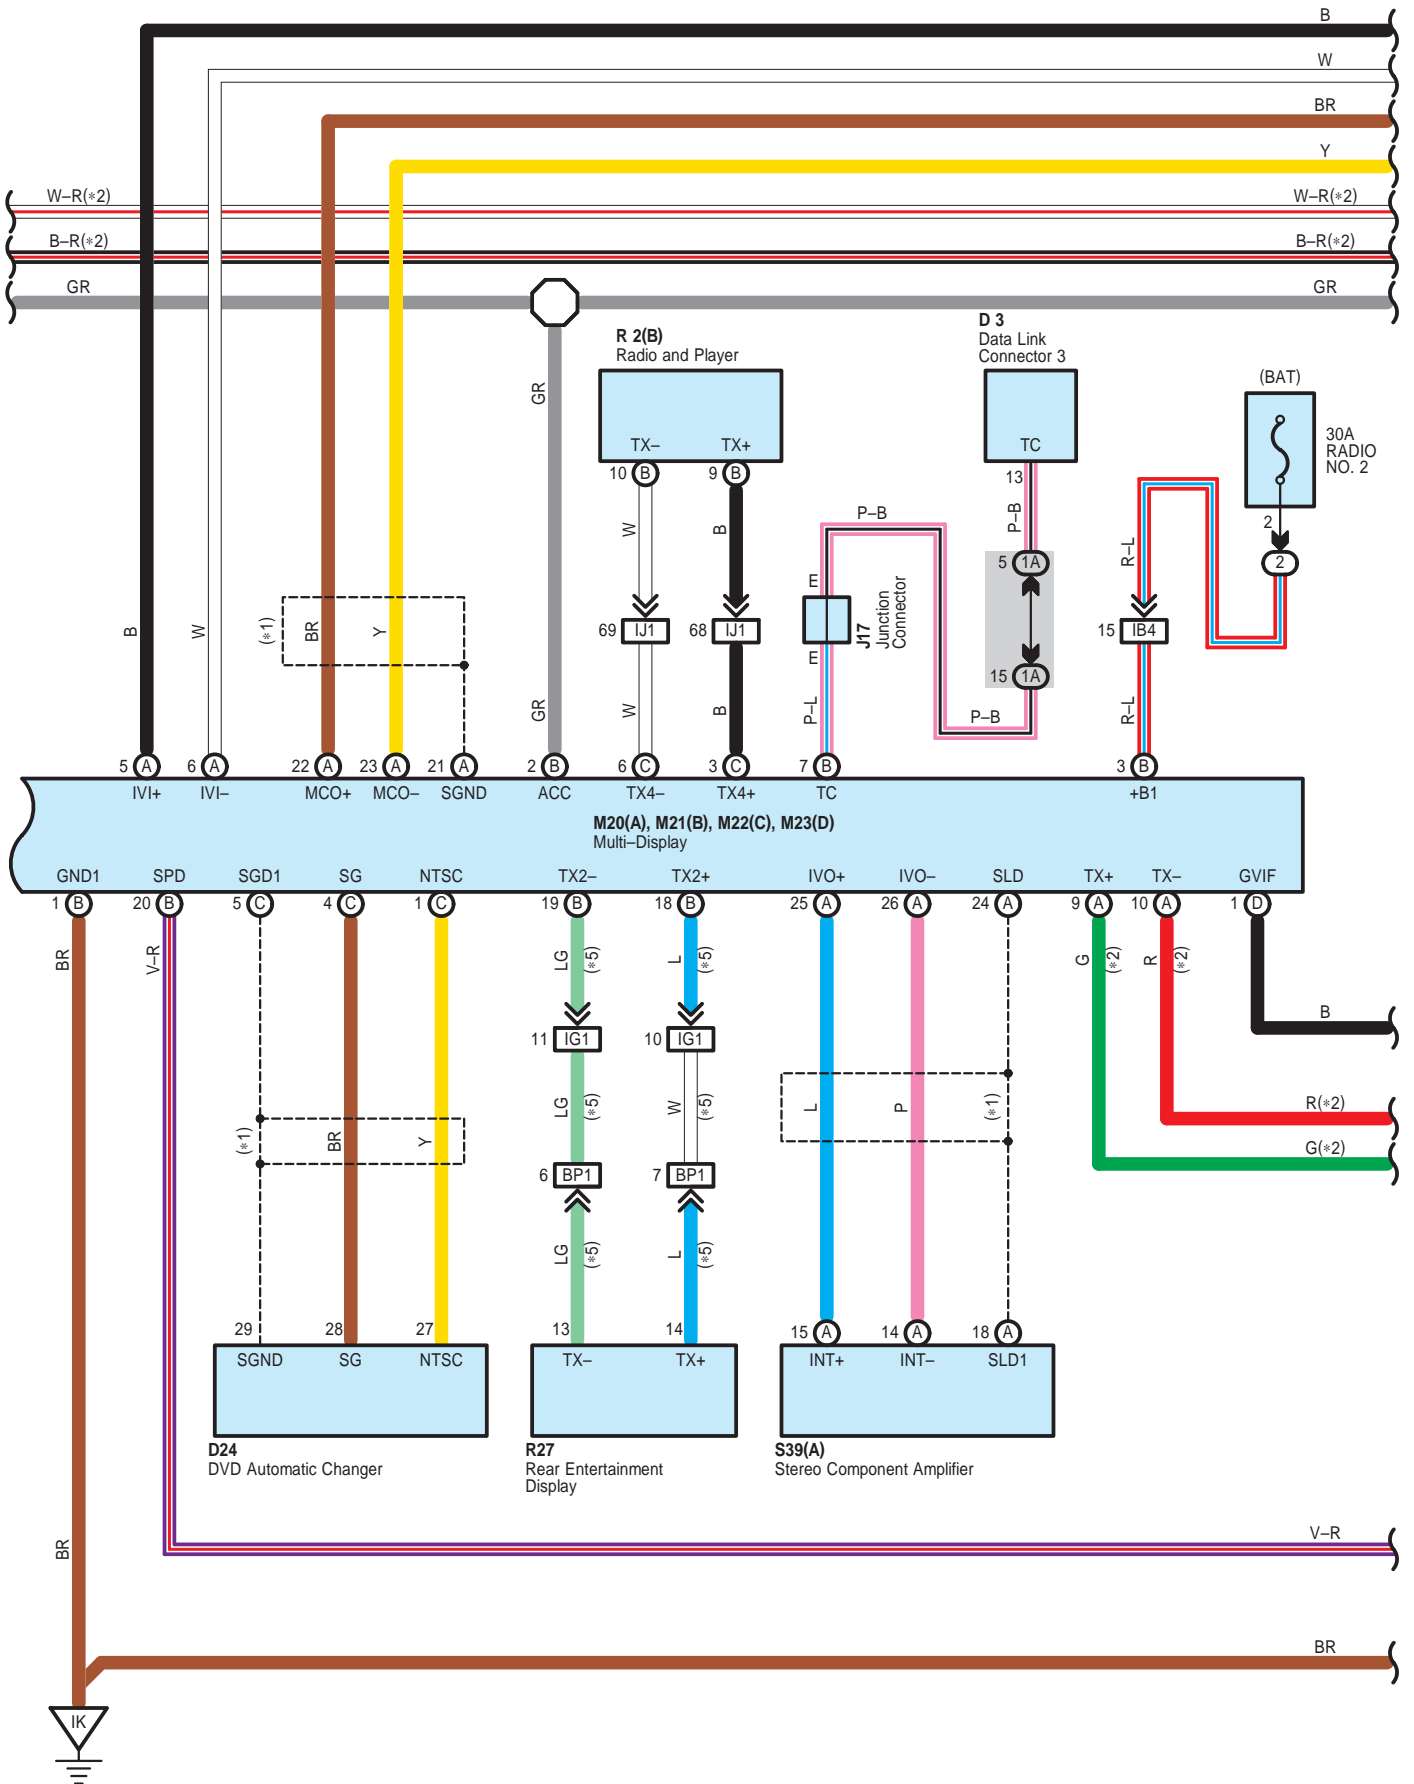 B
W
BR
Y
W–R(*2) W–R(*2)
B–R(*2) B–R(*2)
GR GR
R 2(B)
Radio and Player
D 3
Data Link
Connector 3
(BAT)
30A
RADIO
NO. 2
GR
TX– TX+
TC
10 B 9 B
13
2
2
W B
P–B
P–B
R–L
5 1A
E
J17
Junction
Connector
B W (*1) BR Y
69 IJ1 68 IJ1
15 IB4
E
15 1A
GR W B P–L
P–B
R–L
5 A 6 A 22 A 23 A 21 A 2 B 6 C 3 C 7 B 3 B
IVI+ IVI– MCO+ MCO– SGND ACC TX4– TX4+ TC +B1
M20(A), M21(B), M22(C), M23(D)
Multi–Display
GND1 SPD SGD1 SG NTSC TX2– TX2+ IVO+ IVO– SLD TX+ TX– GVIF
1 B 20 B 5 C 4 C 1 C 19 B 18 B 25 A 26 A 24 A 9 A 10 A 1 D
BR V–R LG (*5) L (*5) G (*2) R (*2)
B
11 IG1 10 IG1
LG (*5) W (*5) L P (*1)
R(*2)
(*1) BR Y
G(*2)
6 BP1 7 BP1
LG (*5) L (*5)
29 28 27 13 14 15 A 14 A 18 A
SGND SG NTSC TX– TX+ INT+ INT– SLD1
D24
DVD Automatic Changer
R27
Rear Entertainment
Display
S39(A)
Stereo Component Amplifier
BR
V–R
BR
IK